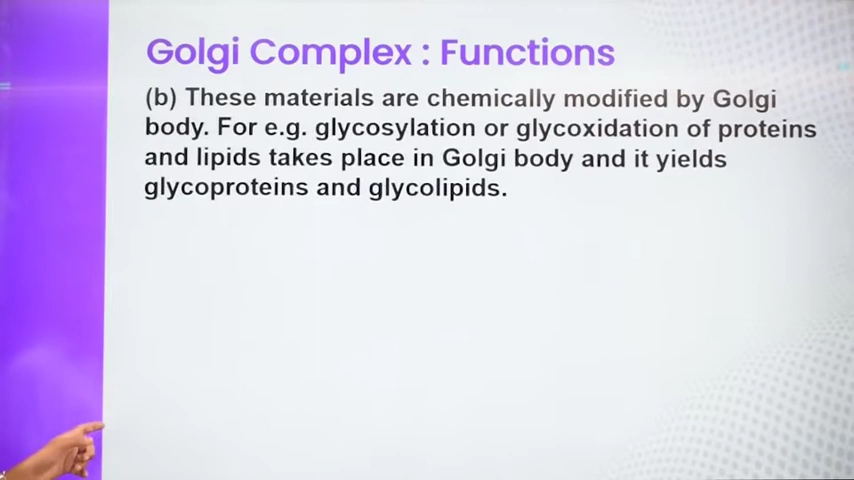 Golgi Complex : Functions
(b) These materials are chemically modified by Golgi
body. For e.g. glycosylation or glycoxidation of proteins
and lipids takes place in Golgi body and it yields
glycoproteins and glycolipids.